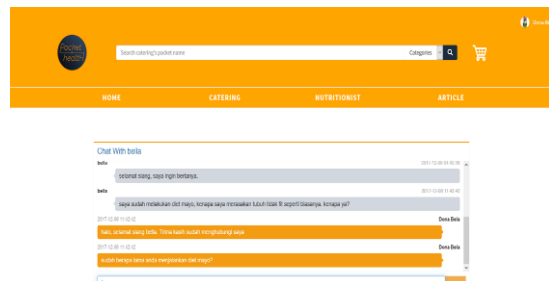 Dona
Pocket
health
Search catering's packet name
Categories
HOME CATERING NUTRITIONIST ARTICLE
Chat With bella
bella
selamat siang, saya ingin bertanya.
bella
saya sudah melakukan diet mayo, kenapa saya merasakan tubuh tidak fit seperti biasanya. kenapa ya?
Dona Bela
halo, selamat siang bella. Trima kasih sudah menghubungi saya
Dona Bela
sudah berapa lama anda menjalankan diet mayo?